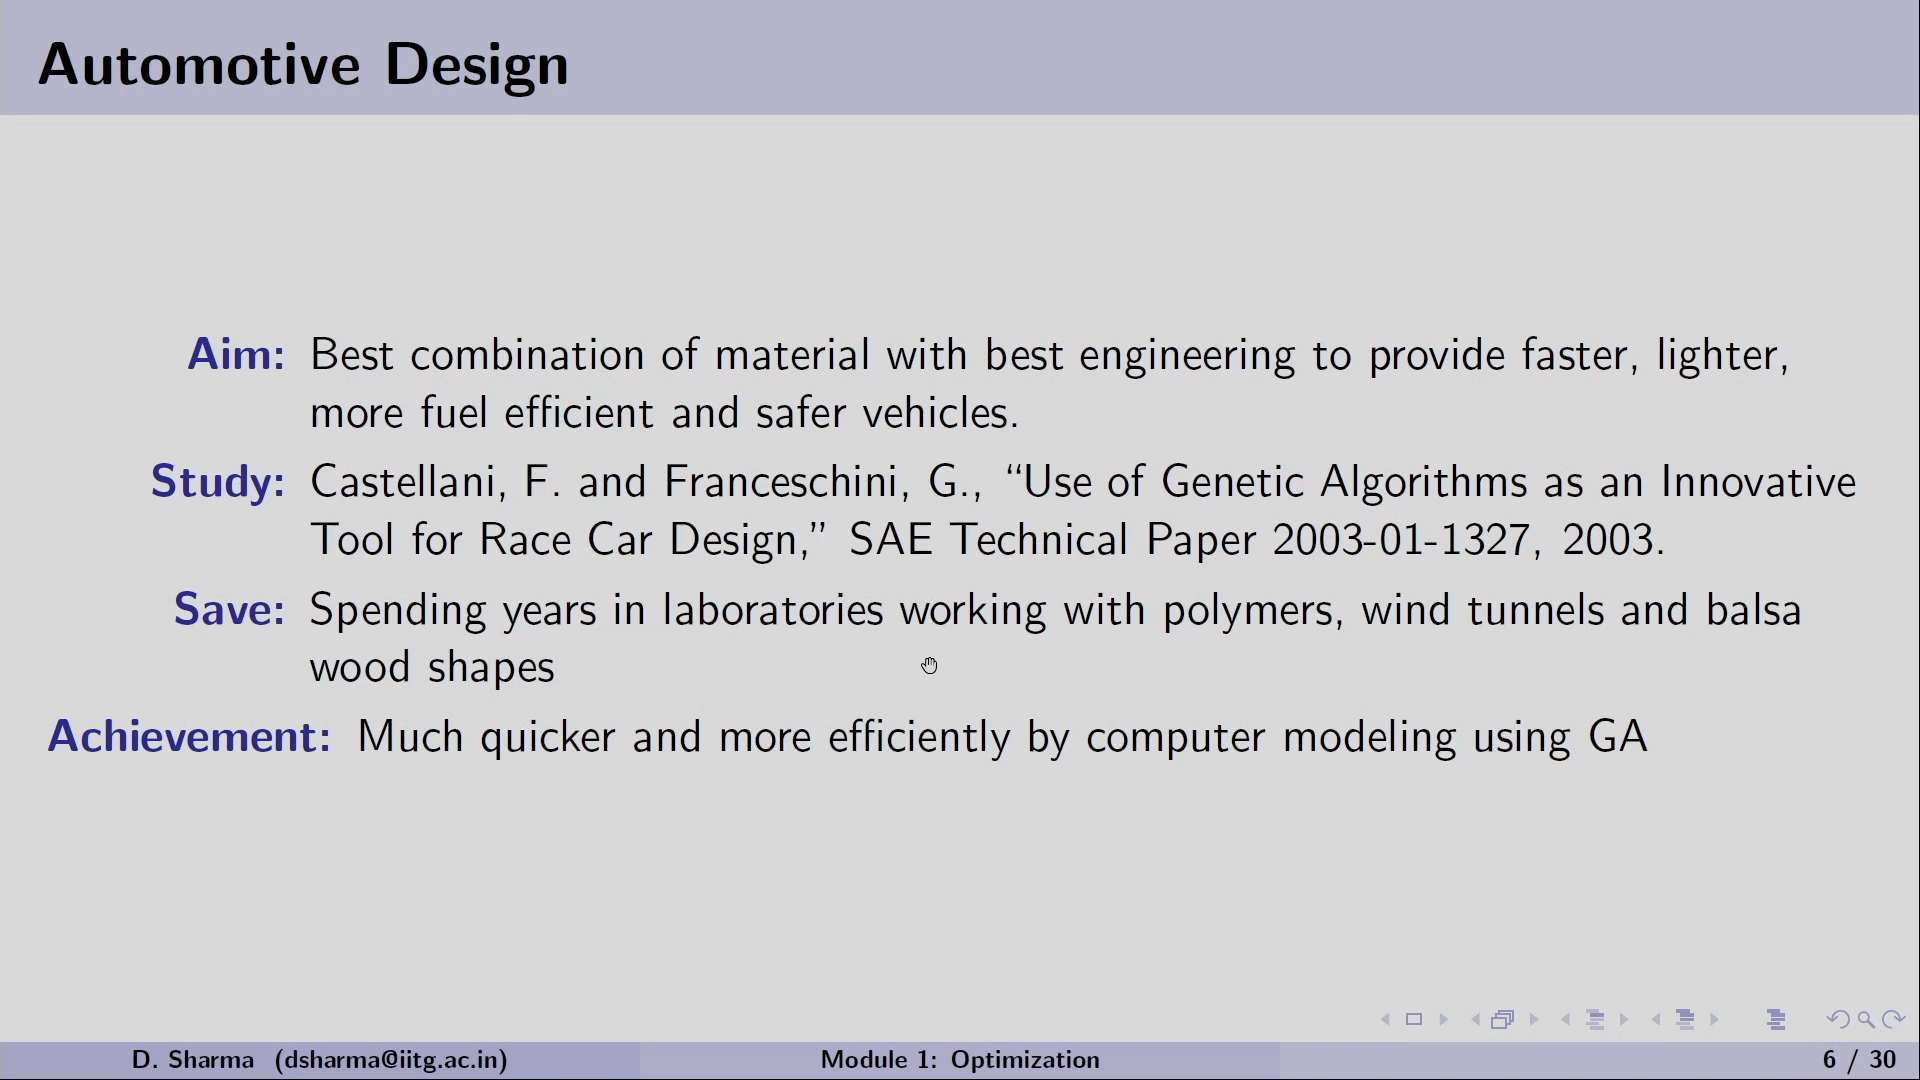 Automotive Design
Aim: Best combination of material with best engineering to provide faster, lighter,
more fuel efficient and safer vehicles.
Study: Castellani, F. and Franceschini, G., “Use of Genetic Algorithms as an Innovative
Tool for Race Car Design,” SAE Technical Paper 2003-01-1327, 2003.
Save: Spending years in laboratories working with polymers, wind tunnels and balsa
wood shapes
Achievement: Much quicker and more efficiently by computer modeling using GA
D. Sharma (dsharma@iitg.ac.in) Module 1: Optimization 6 / 30